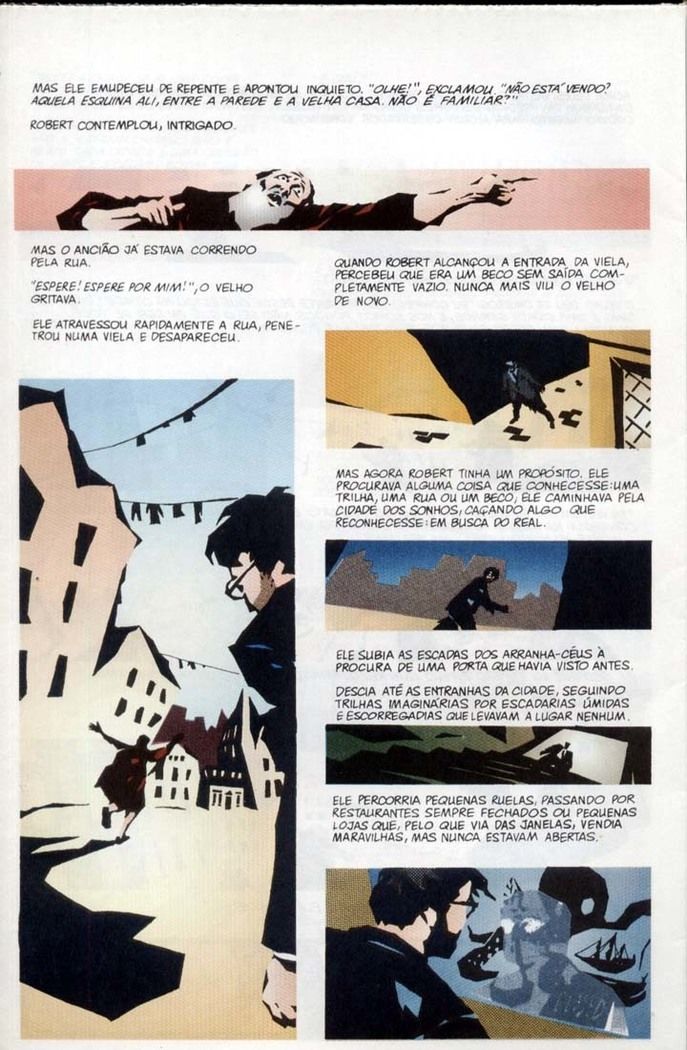 MAS ELE EMUDECEU DE REPENTE E APONTOU INQUIETO. "OLHE!", EXCLAMOU. "NÃO ESTÁ VENDO?
AQUELA ESQUINA ALI, ENTRE A PAREDE E A VELHA CASA. NÃO É FAMILIAR?"
ROBERT CONTEMPLOU, INTRIGADO.
MAS O ANCIÃO JÁ ESTAVA CORRENDO
PELA RUA.
"ESPERE! ESPERE POR MIM!", O VELHO
GRITAVA.
ELE ATRAVESSOU RAPIDAMENTE A RUA, PENE-
TROU NUMA VIELA E DESAPARECEU.
QUANDO ROBERT ALCANÇOU A ENTRADA DA VIELA,
PERCEBEU QUE ERA UM BECO SEM SAÍDA COM-
PLETAMENTE VAZIO. NUNCA MAIS VIU O VELHO
DE NOVO.
MAS AGORA ROBERT TINHA UM PROPÓSITO. ELE
PROCURAVA ALGUMA COISA QUE CONHECESSE: UMA
TRILHA, UMA RUA OU UM BECO, ELE CAMINHAVA PELA
CIDADE DOS SONHOS, CAÇANDO ALGO QUE
RECONHECESSE: EM BUSCA DO REAL.
ELE SUBIA AS ESCADAS DOS ARRANHA-CÉUS À
PROCURA DE UMA PORTA QUE HAVIA VISTO ANTES.
DESCIA ATÉ AS ENTRANHAS DA CIDADE, SEGUINDO
TRILHAS IMAGINÁRIAS POR ESCADARIAS ÚMIDAS
E ESCORREGADIAS QUE LEVAVAM A LUGAR NENHUM.
ELE PERCORRIA PEQUENAS RUELAS, PASSANDO POR
RESTAURANTES SEMPRE FECHADOS OU PEQUENAS
LOJAS QUE, PELO QUE VIA DAS JANELAS, VENDIA
MARAVILHAS, MAS NUNCA ESTAVAM ABERTAS.